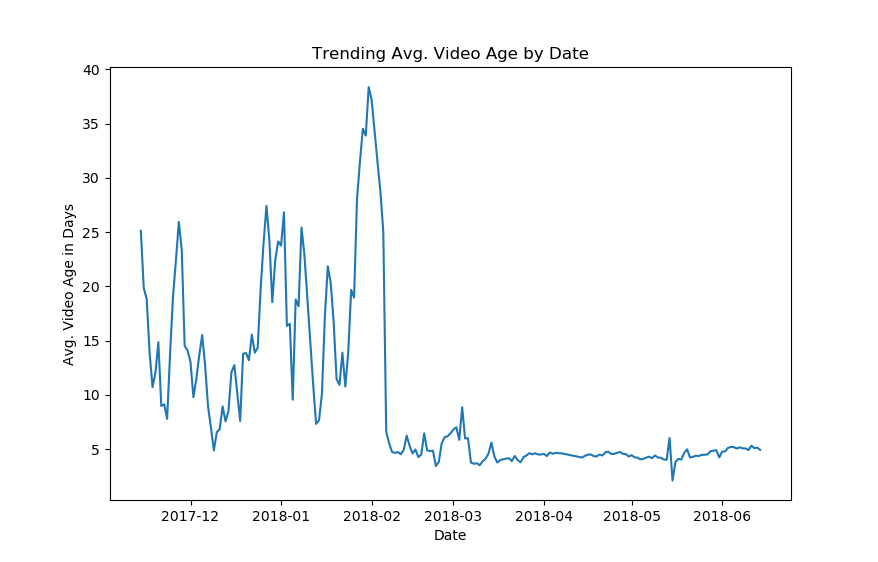 Trending Avg. Video Age by Date
40
35
30
25
20
15
10
5
Avg. Video Age in Days
2017-12 2018-01 2018-02 2018-03 2018-04 2018-05 2018-06
Date